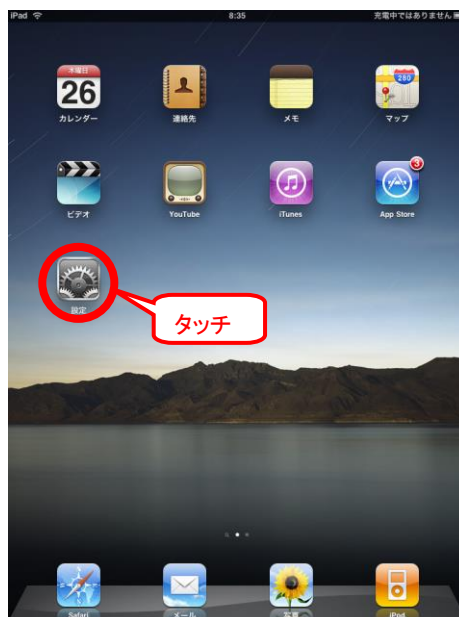 iPad 8:35 充電中ではありません
木曜日
26 280
カレンダー 連絡先 メモ マップ
3
ビデオ YouTube iTunes App Store
設定
タッチ
Safari メール 写真 iPod